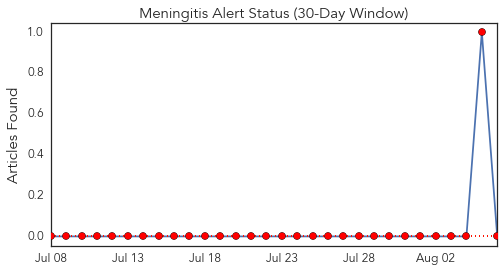 Meningitis Alert Status (30-Day Window)
Articles Found
1.0
0.8
0.6
0.4
0.2
0.0
Jul 08
Jul 13
Jul 18
Jul 23
Jul 28
Aug 02